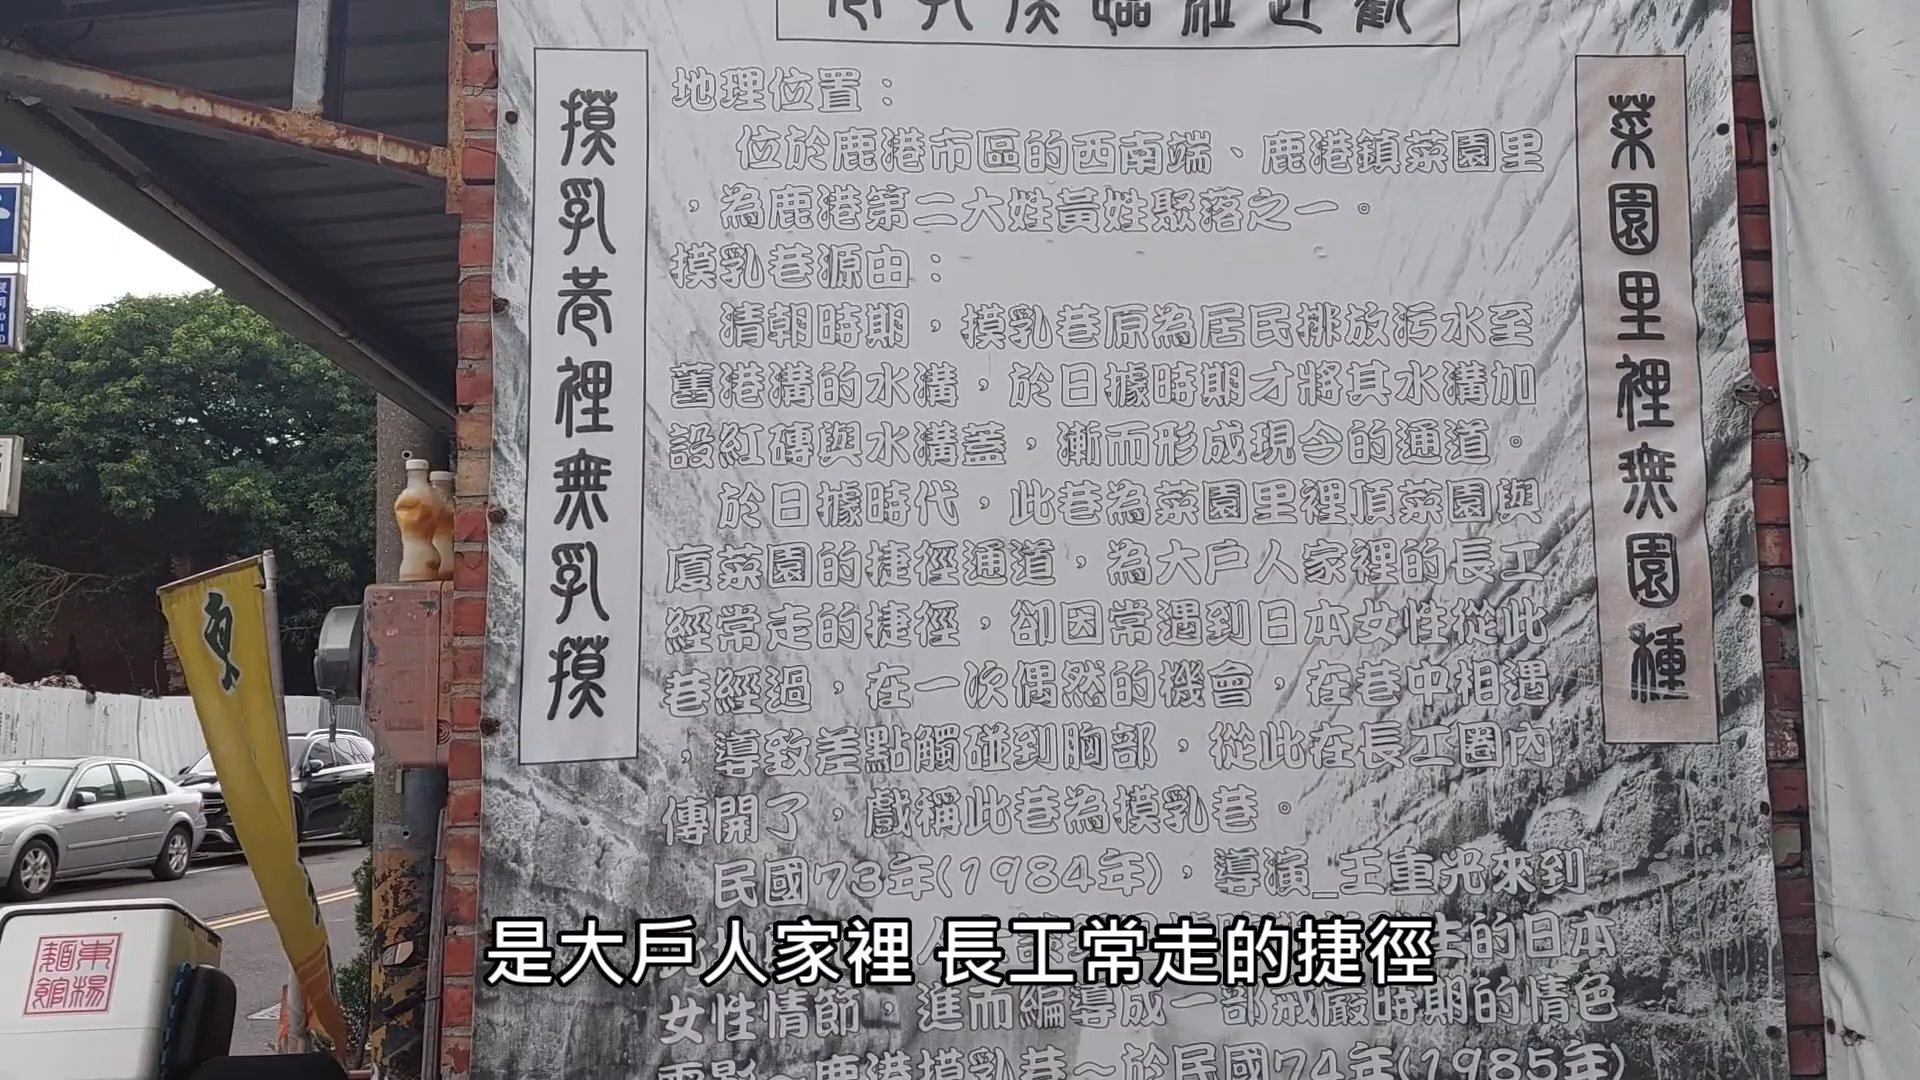 歡迎蒞臨摸乳巷
菜園里裡無園種
摸乳巷裡無乳摸
地理位置：
位於鹿港市區的西南端、鹿港鎮菜園里
，為鹿港第二大姓黃姓聚落之一。
摸乳巷源由：
清朝時期，摸乳巷原為居民排放污水至
舊港溝的水溝，於日據時期才將其水溝加
設紅磚與水溝蓋，漸而形成現今的通道。
於日據時代，此巷為菜園里裡頂菜園與
廈菜園的捷徑通道，為大戶人家裡的長工
經常走的捷徑，卻因常遇到日本女性從此
巷經過，在一次偶然的機會，在巷中相遇
，導致差點觸碰到胸部，從此在長工圈內
傳開了，戲稱此巷為摸乳巷。
民國73年(1984年)，導演_王重光來到
的日本
女性情節，進而編導成一部戒嚴時期的情色
電影～鹿港摸乳巷～於民國74年(1985年)
是大戶人家裡 長工常走的捷徑
東楊麵館